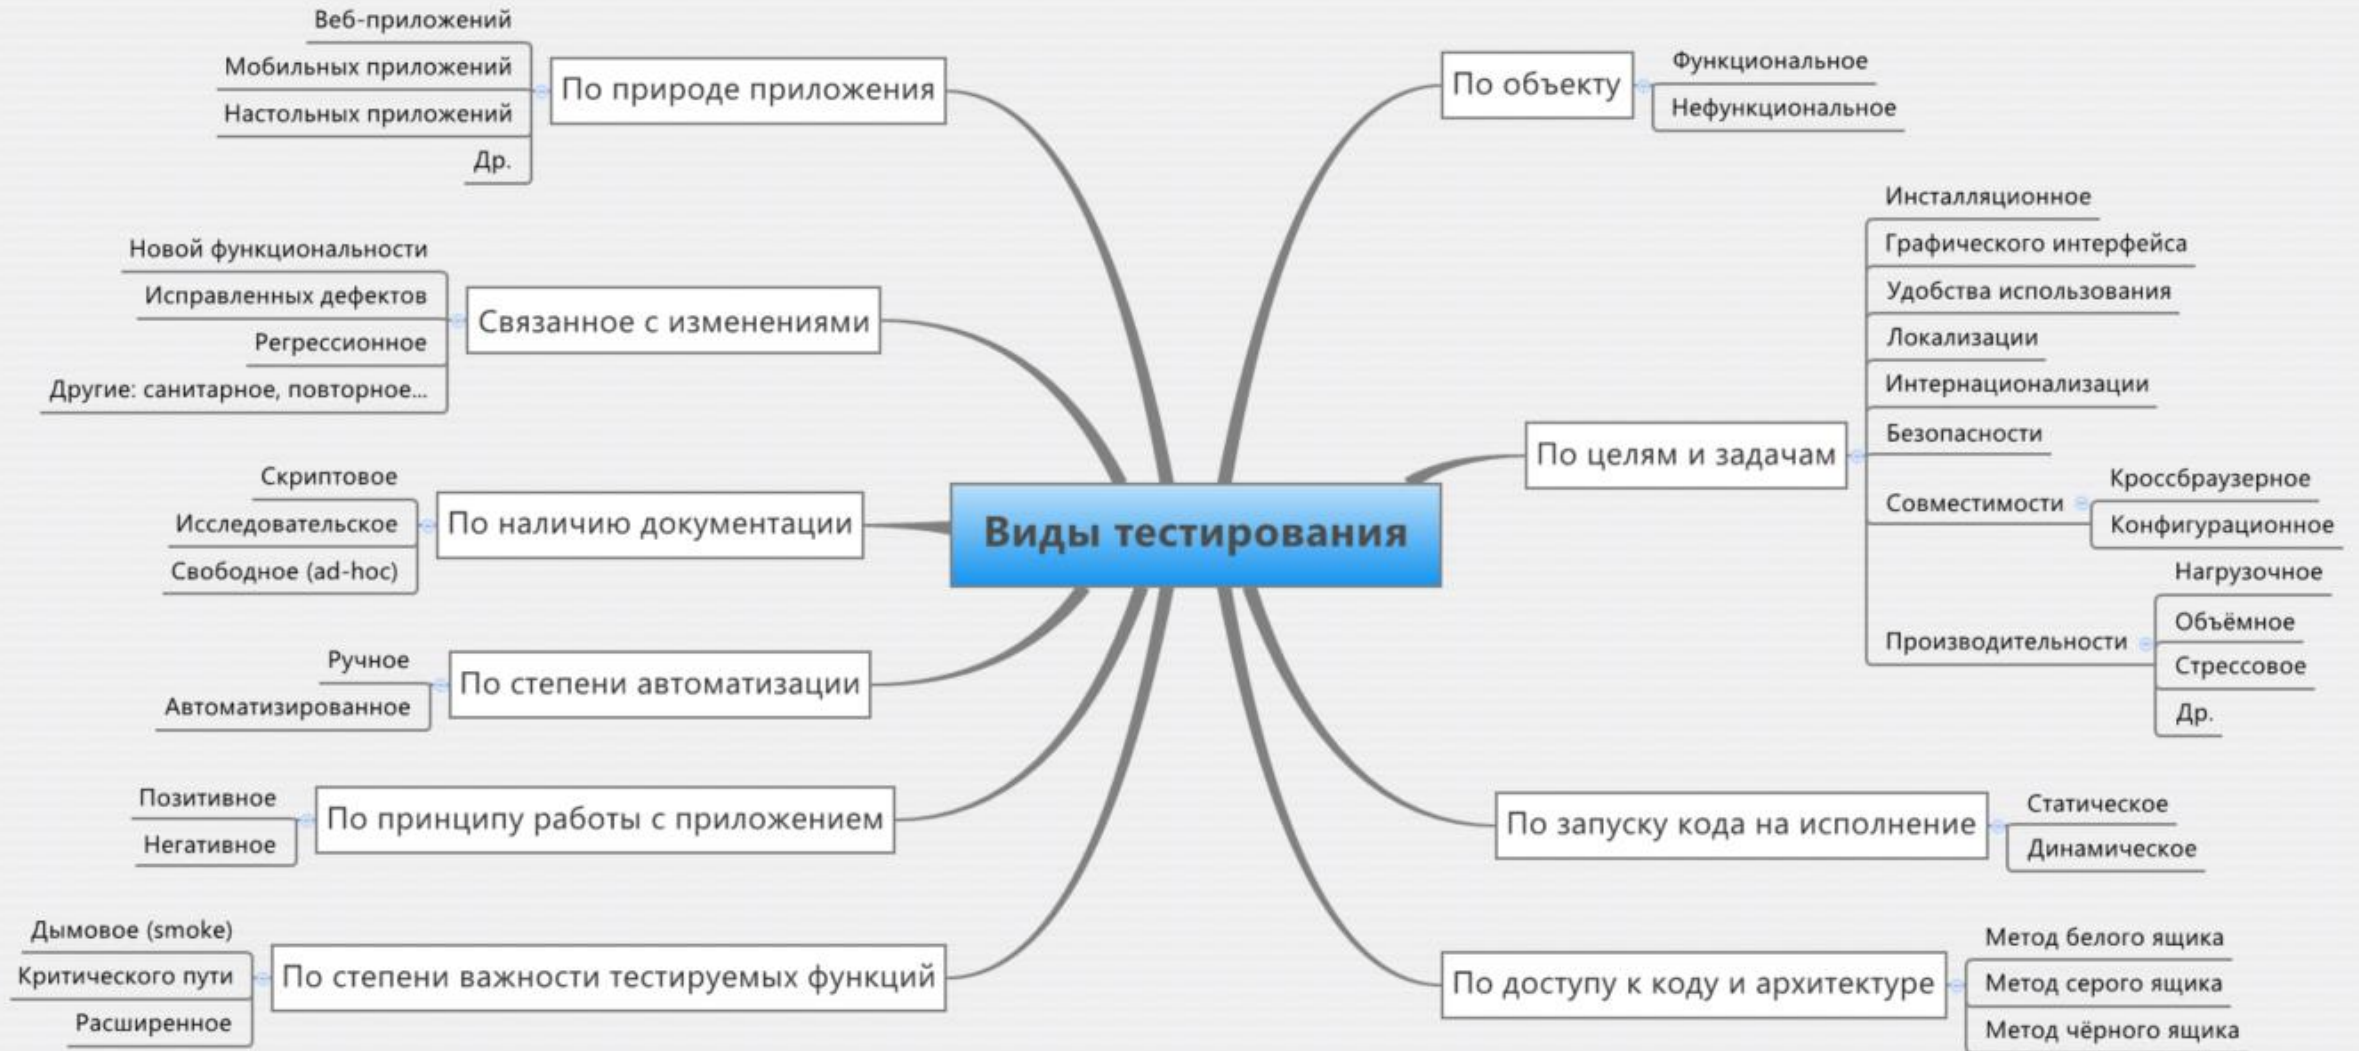 Виды тестирования
По объекту
Функциональное
Нефункциональное
По целям и задачам
Инсталляционное
Графического интерфейса
Удобства использования
Локализации
Интернационализации
Безопасности
Совместимости
Кроссбраузерное
Конфигурационное
Производительности
Нагрузочное
Объёмное
Стрессовое
Др.
По запуску кода на исполнение
Статическое
Динамическое
По доступу к коду и архитектуре
Метод белого ящика
Метод серого ящика
Метод чёрного ящика
По природе приложения
Веб-приложений
Мобильных приложений
Настольных приложений
Др.
Связанное с изменениями
Новой функциональности
Исправленных дефектов
Регрессионное
Другие: санитарное, повторное...
По наличию документации
Скриптовое
Исследовательское
Свободное (ad-hoc)
По степени автоматизации
Ручное
Автоматизированное
По принципу работы с приложением
Позитивное
Негативное
По степени важности тестируемых функций
Дымовое (smoke)
Критического пути
Расширенное